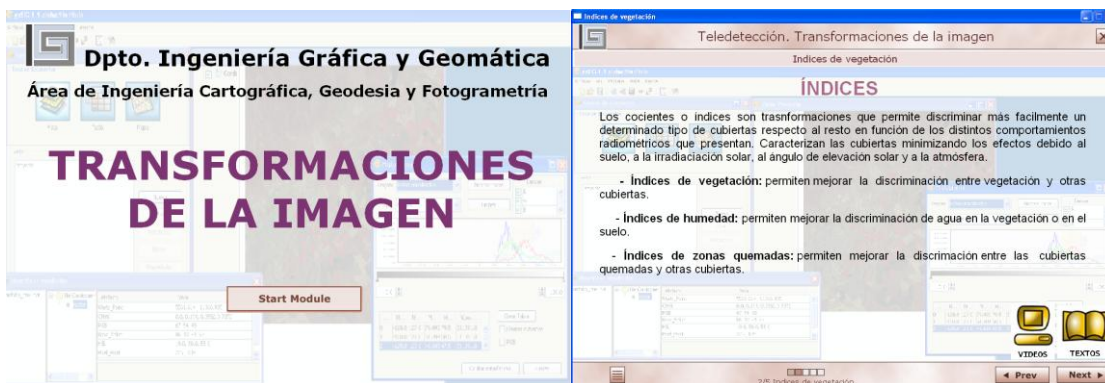 Dpto. Ingeniería Gráfica y Geomática
Área de Ingeniería Cartográfica, Geodesia y Fotogrametría
TRANSFORMACIONES
DE LA IMAGEN
Start Module
Indices de vegetación
Teledetección. Transformaciones de la imagen
Indices de vegetación
ÍNDICES
Los cocientes o índices son trasnformaciones que permite discriminar más facilmente un
determinado tipo de cubiertas respecto al resto en función de los distintos comportamientos
radiométricos que presentan. Caracterizan las cubiertas minimizando los efectos debido al
suelo, a la irradiaciación solar, al ángulo de elevación solar y a la atmósfera.
- Índices de vegetación: permiten mejorar la discriminación entre vegetación y otras
cubiertas.
- Índices de humedad: permiten mejorar la discriminación de agua en la vegetación o en el
suelo.
- Índices de zonas quemadas: permiten mejorar la discrimación entre las cubiertas
quemadas y otras cubiertas.
VIDEOS
TEXTOS
2/5 Indices de vegetación
Prev
Next